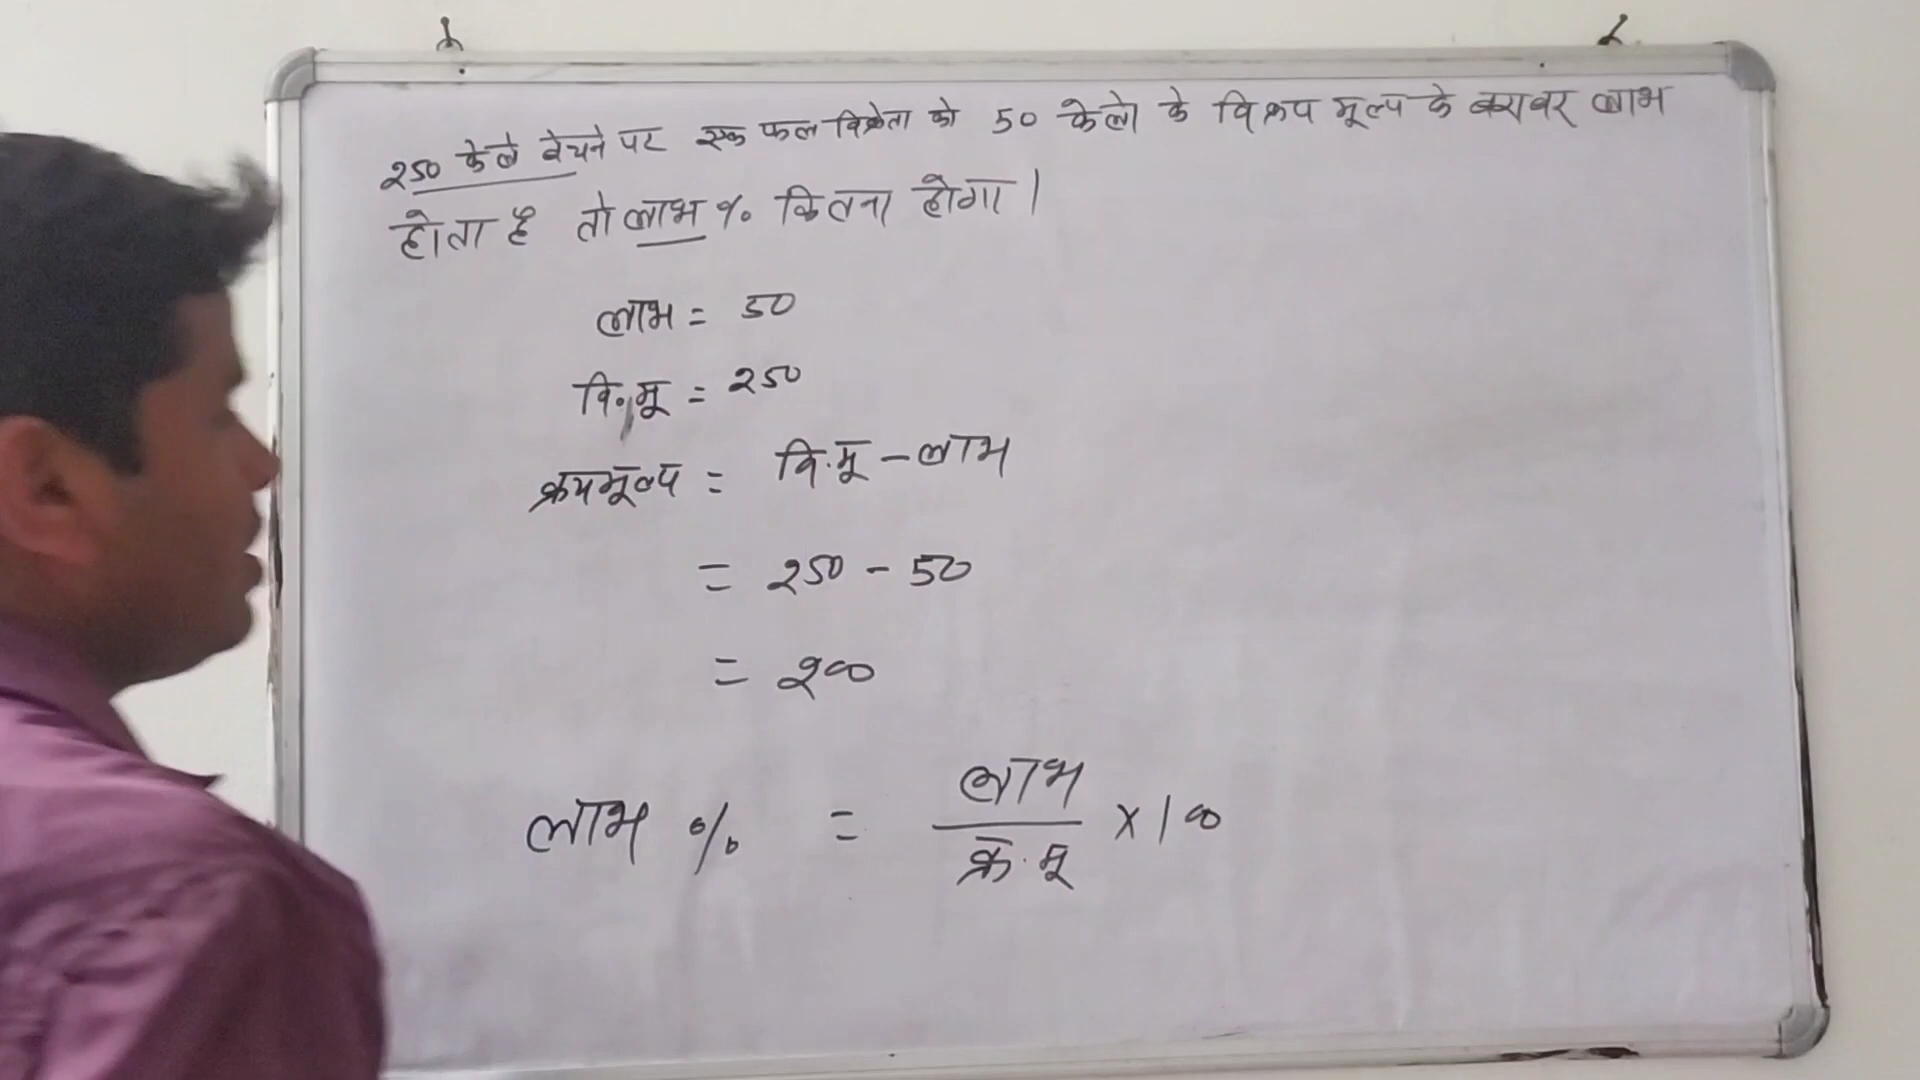 250 केले बेचने पर एक फल विक्रेता को 50 केलो के विक्रय मूल्य के बराबर लाभ
होता है तो लाभ % कितना होगा।
लाभ = 50
वि.मू = 250
क्रयमूल्य = वि.मू - लाभ
= 250 - 50
= 200
लाभ % = लाभ / क्र.मू × 100